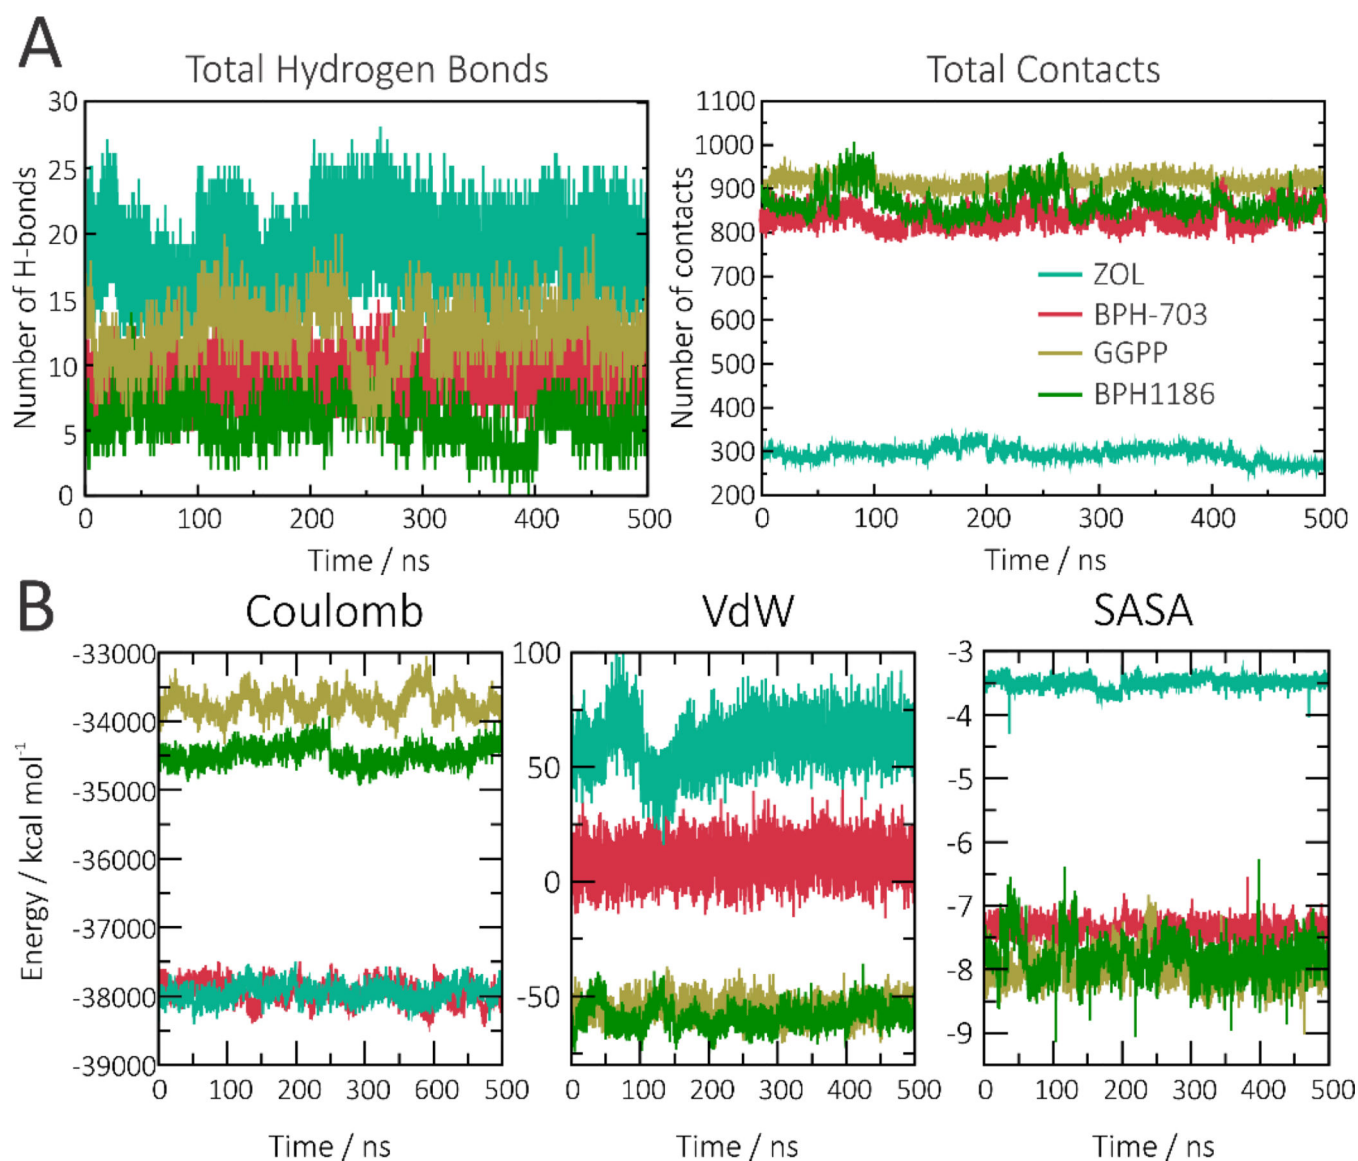 A
Total Hydrogen Bonds
Total Contacts
30
25
20
15
10
5
0
Number of H-bonds
0 100 200 300 400 500
Time / ns
1100
1000
900
800
700
600
500
400
300
200
Number of contacts
ZOL
BPH-703
GGPP
BPH1186
0 100 200 300 400 500
Time / ns
B
Coulomb
VdW
SASA
Energy / kcal mol⁻¹
-33000
-34000
-35000
-36000
-37000
-38000
-39000
0 100 200 300 600 500
Time / ns
100
50
0
-50
0 100 200 300 400 500
Time / ns
-3
-4
-5
-6
-7
-8
-9
0 100 200 300 400 500
Time / ns